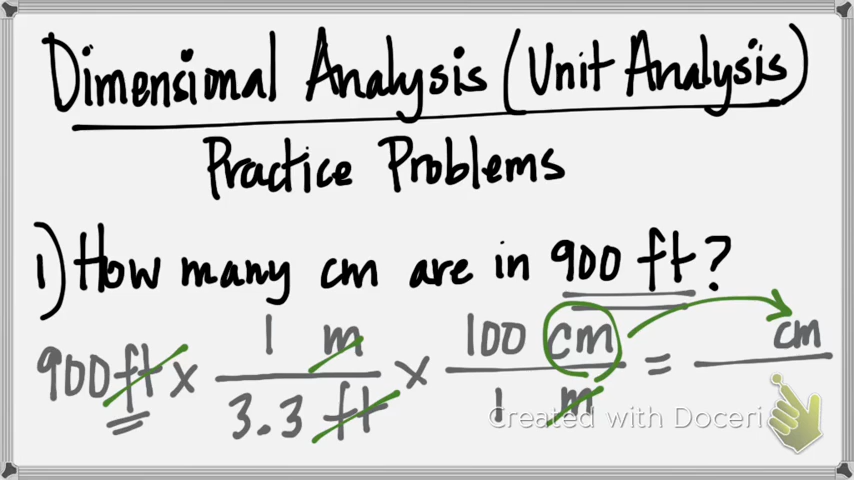 Dimensional Analysis (Unit Analysis)
Practice Problems
1) How many cm are in 900 ft?
900 ft x 1 m / 3.3 ft x 100 cm / 1 m = ___ cm
Created with Doceri